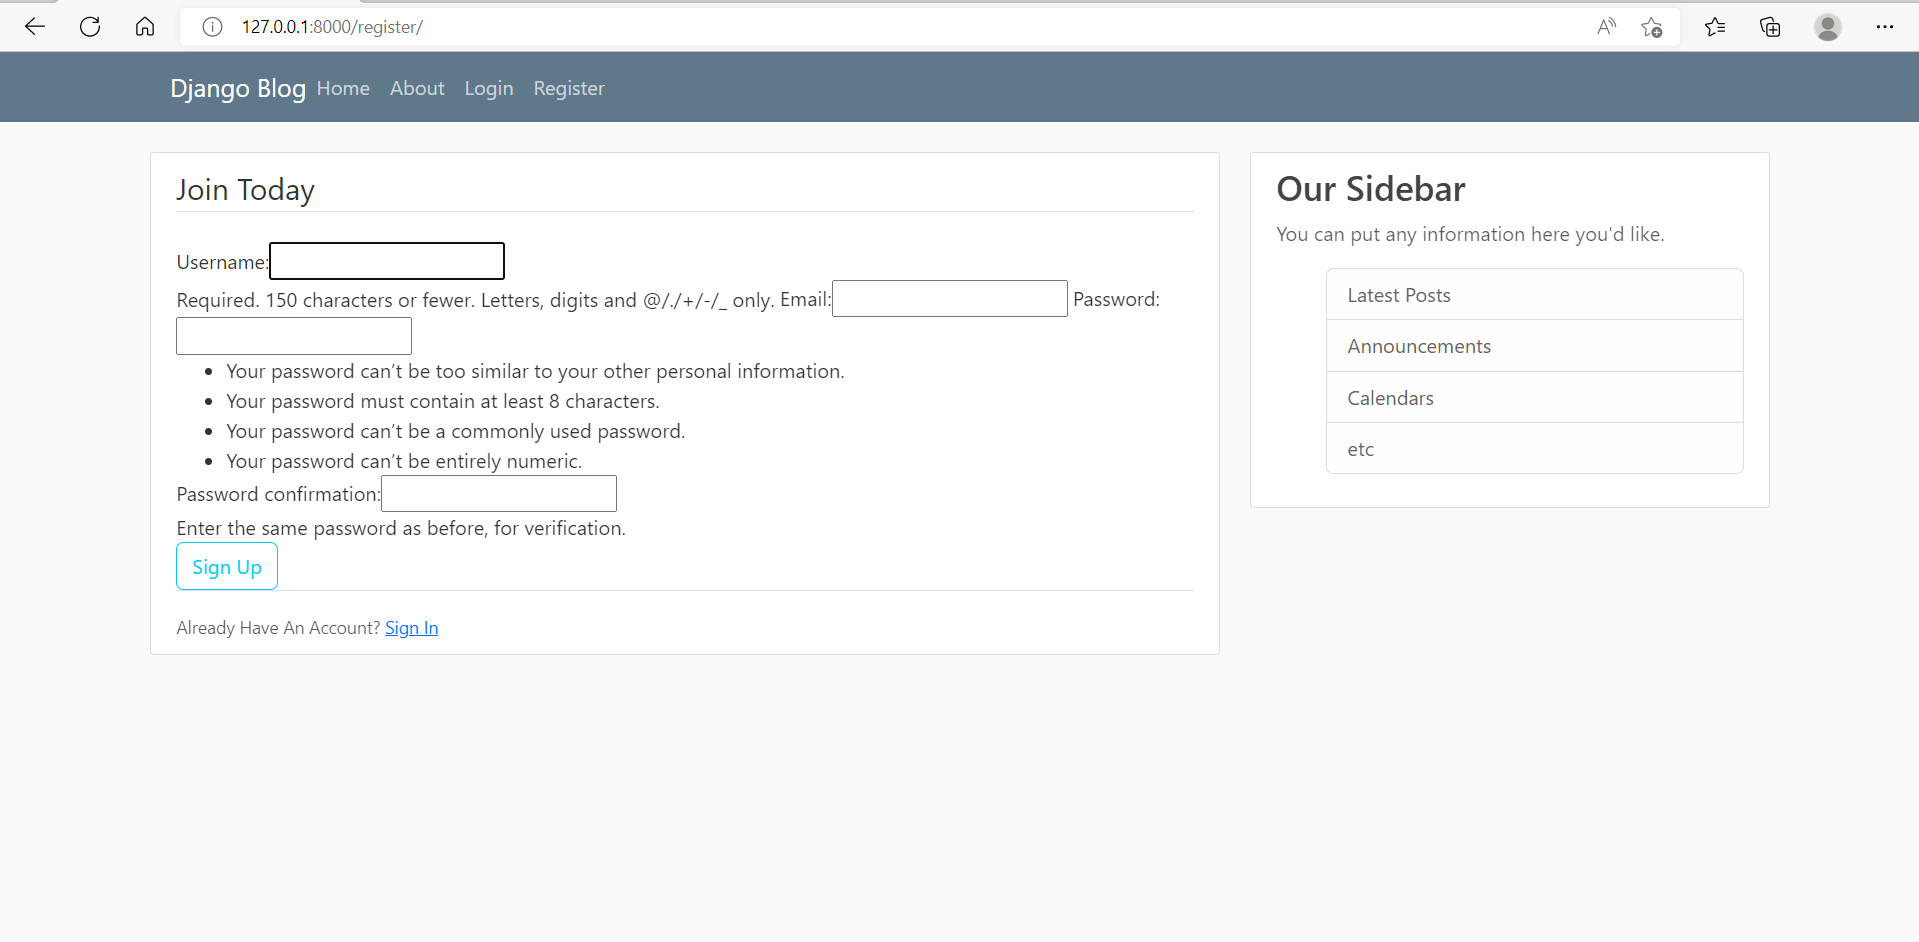 127.0.0.1:8000/register/
Django Blog Home About Login Register
Join Today
Username:
Required. 150 characters or fewer. Letters, digits and @/./+/-/_ only. Email: Password:
Your password can’t be too similar to your other personal information.
Your password must contain at least 8 characters.
Your password can’t be a commonly used password.
Your password can’t be entirely numeric.
Password confirmation:
Enter the same password as before, for verification.
Sign Up
Already Have An Account? Sign In
Our Sidebar
You can put any information here you'd like.
Latest Posts
Announcements
Calendars
etc